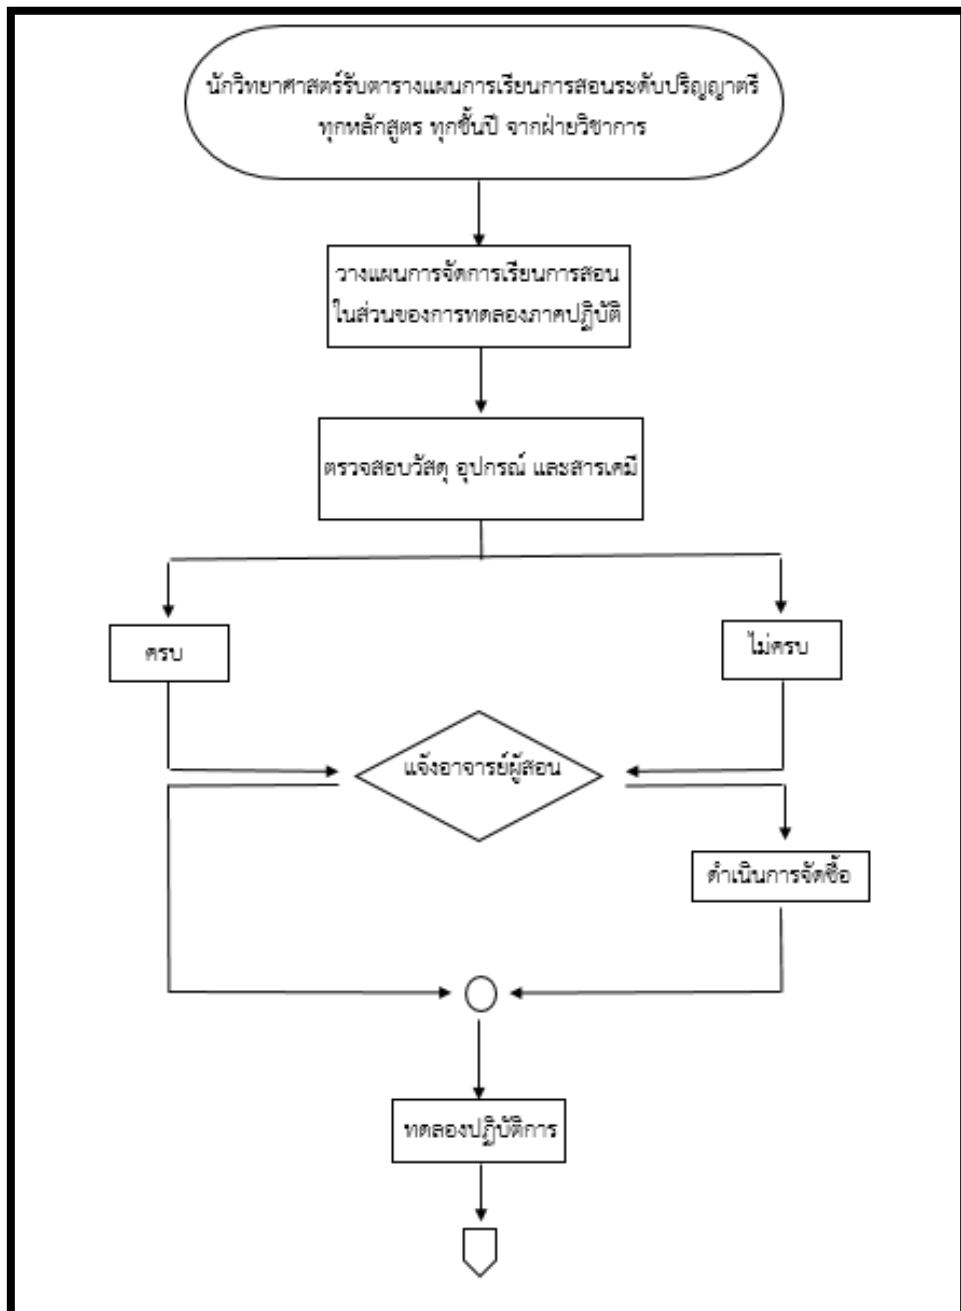 นักวิทยาศาสตร์รับตารางแผนการเรียนการสอนระดับปริญญาตรี
ทุกหลักสูตร ทุกชั้นปี จากฝ่ายวิชาการ
วางแผนการจัดการเรียนการสอน
ในส่วนของการทดลองภาคปฏิบัติ
ตรวจสอบวัสดุ อุปกรณ์ และสารเคมี
ครบ
ไม่ครบ
แจ้งอาจารย์ผู้สอน
ดำเนินการจัดซื้อ
ทดลองปฏิบัติการ